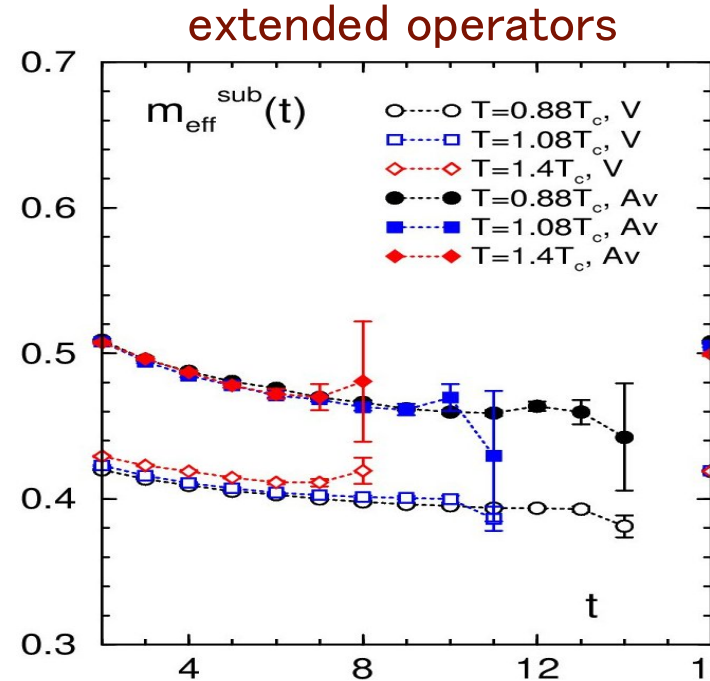 extended operators
0.7
m_eff^sub(t)
T=0.88T_c, V
T=1.08T_c, V
T=1.4T_c, V
T=0.88T_c, Av
T=1.08T_c, Av
T=1.4T_c, Av
0.6
0.5
0.4
t
0.3
4
8
12